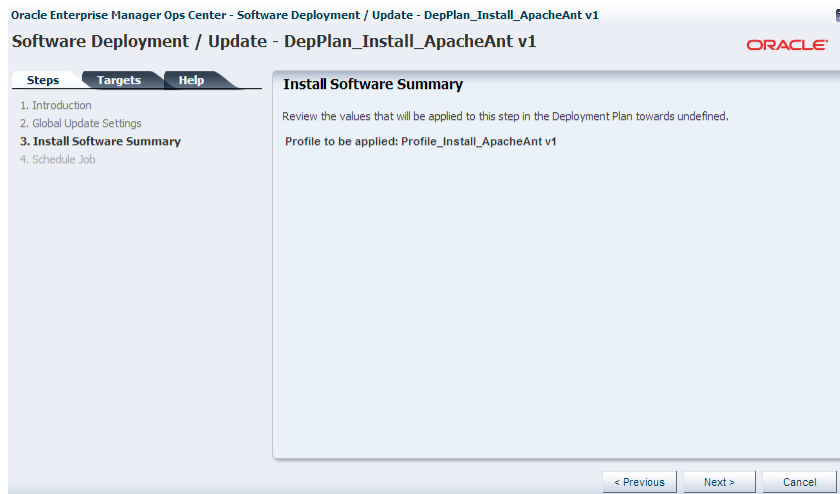 Oracle Enterprise Manager Ops Center - Software Deployment / Update - DepPlan_Install_ApacheAnt v1
Software Deployment / Update - DepPlan_Install_ApacheAnt v1
ORACLE
Steps Targets Help
1. Introduction
2. Global Update Settings
3. Install Software Summary
4. Schedule Job
Install Software Summary
Review the values that will be applied to this step in the Deployment Plan towards undefined.
Profile to be applied: Profile_Install_ApacheAnt v1
< Previous Next > Cancel